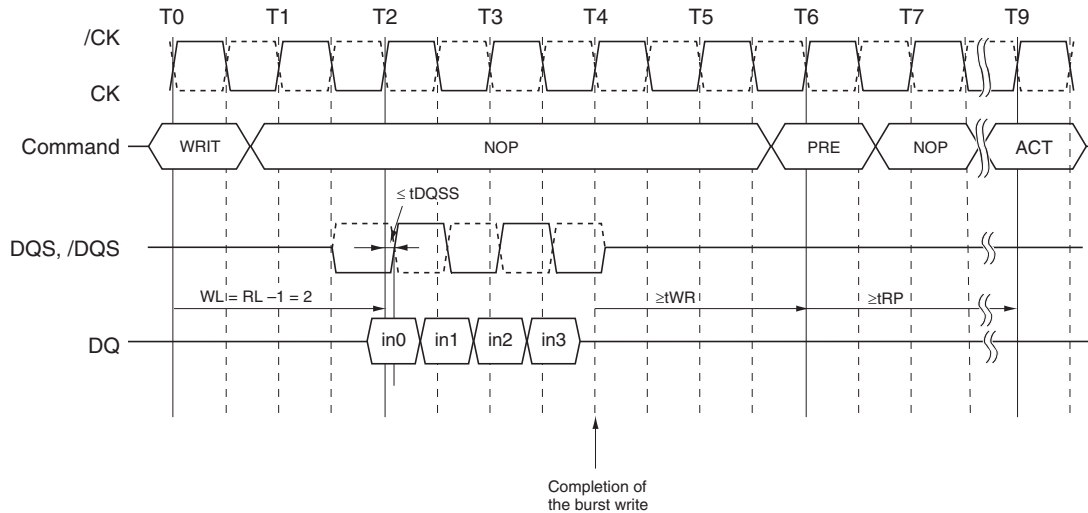 T0 T1 T2 T3 T4 T5 T6 T7 T9
/CK
CK
Command WRIT NOP PRE NOP ACT
≤ tDQSS
DQS, /DQS
WL = RL –1 = 2 ≥tWR ≥tRP
DQ in0 in1 in2 in3
Completion of
the burst write